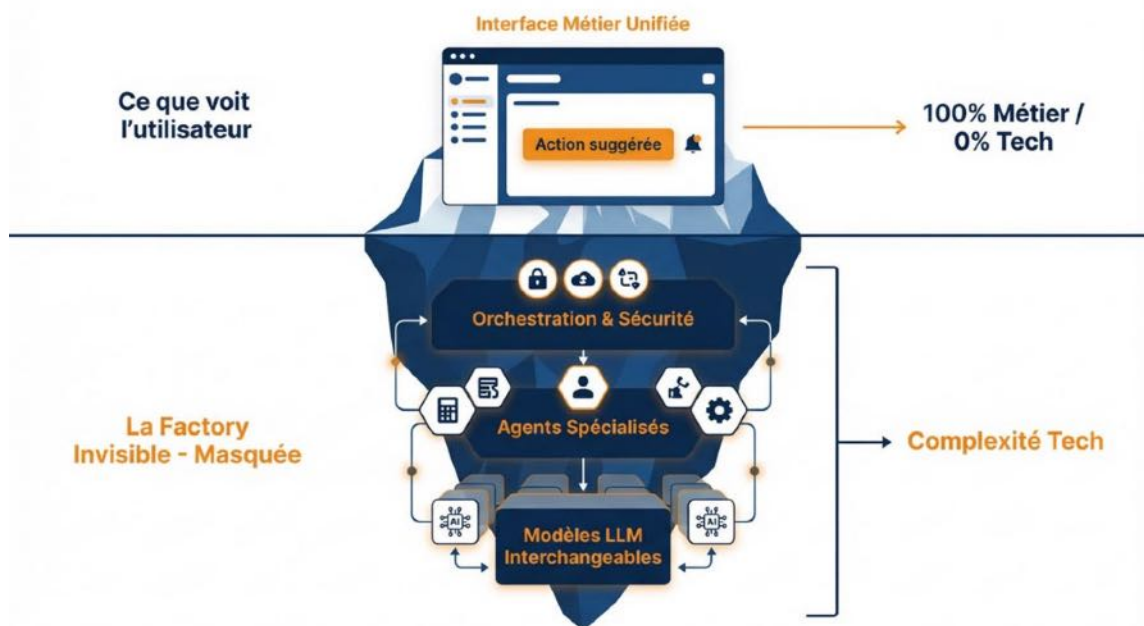 Interface Métier Unifiée
Ce que voit
l'utilisateur
Action suggérée
100% Métier /
0% Tech
Orchestration & Sécurité
La Factory
Invisible - Masquée
Agents Spécialisés
Complexité Tech
AI
AI
Modèles LLM
Interchangeables